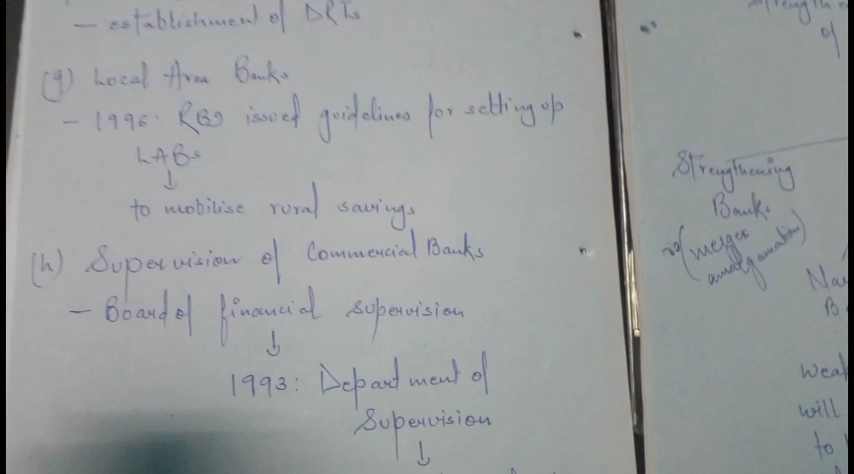 - establishment of DRTs
(g) Local Area Banks
- 1996: RBI issued guidelines for setting up
LABs
↓
to mobilise rural savings
(h) Supervision of Commercial Banks
- Board of financial supervision
↓
1993: Department of
Supervision
↓
of
Strengthening
Banks
(merger
amalgamation)
B
weak
will
to